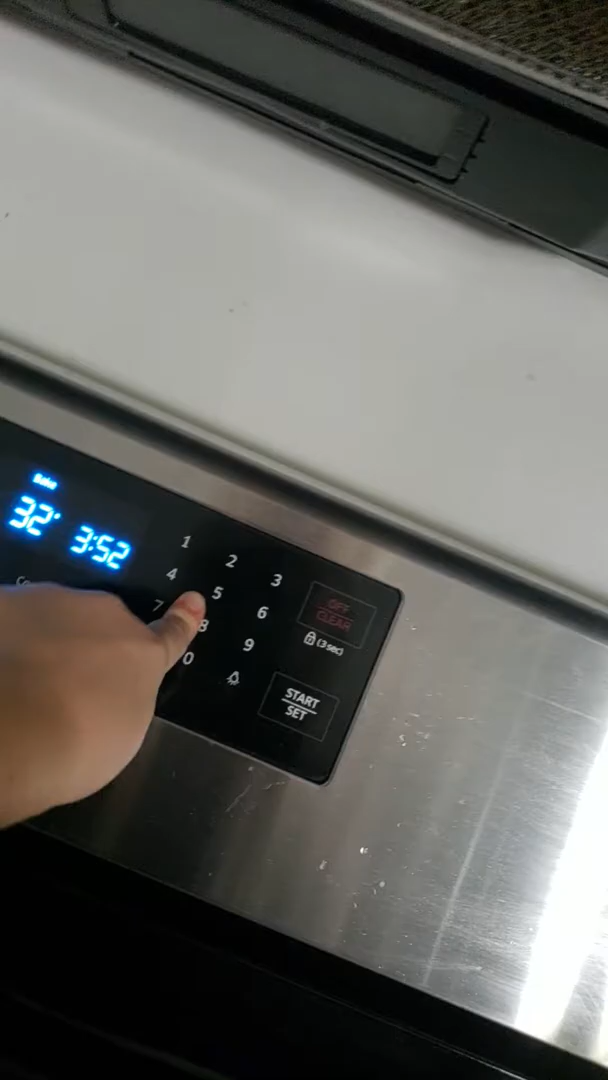 Bake
32° 3:52
1 2 3
4 5 6
7 8 9
0
OFF
CLEAR
(3 sec)
START
SET